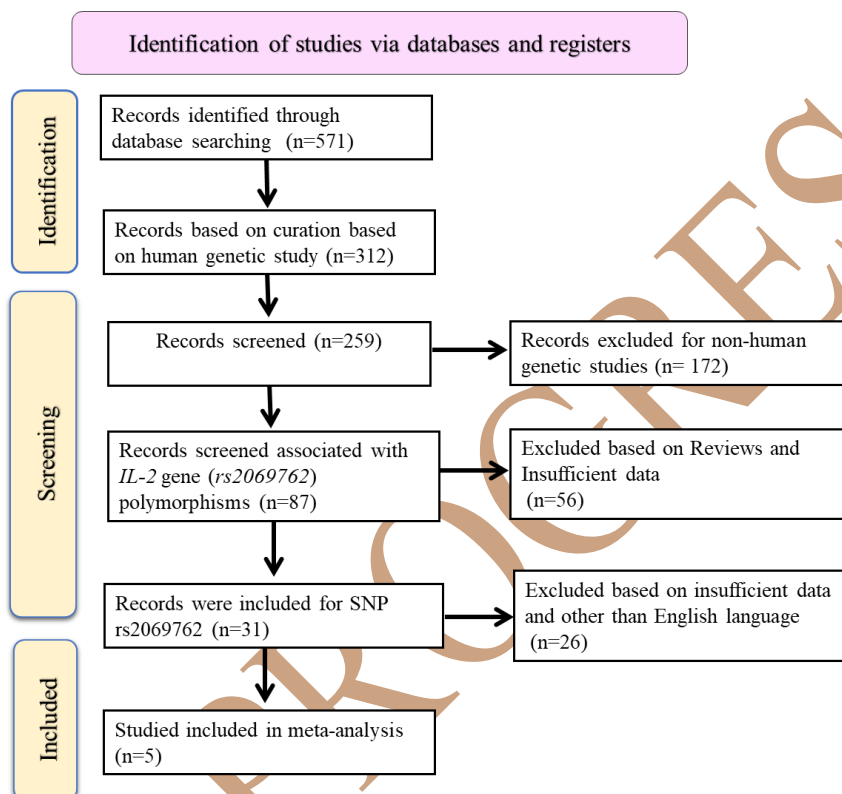 Identification of studies via databases and registers
Identification
Records identified through
database searching (n=571)
Records based on curation based
on human genetic study (n=312)
Screening
Records screened (n=259)
Records excluded for non-human
genetic studies (n= 172)
Records screened associated with
IL-2 gene (rs2069762)
polymorphisms (n=87)
Excluded based on Reviews and
Insufficient data
(n=56)
Records were included for SNP
rs2069762 (n=31)
Excluded based on insufficient data
and other than English language
(n=26)
Included
Studied included in meta-analysis
(n=5)
PROGRES